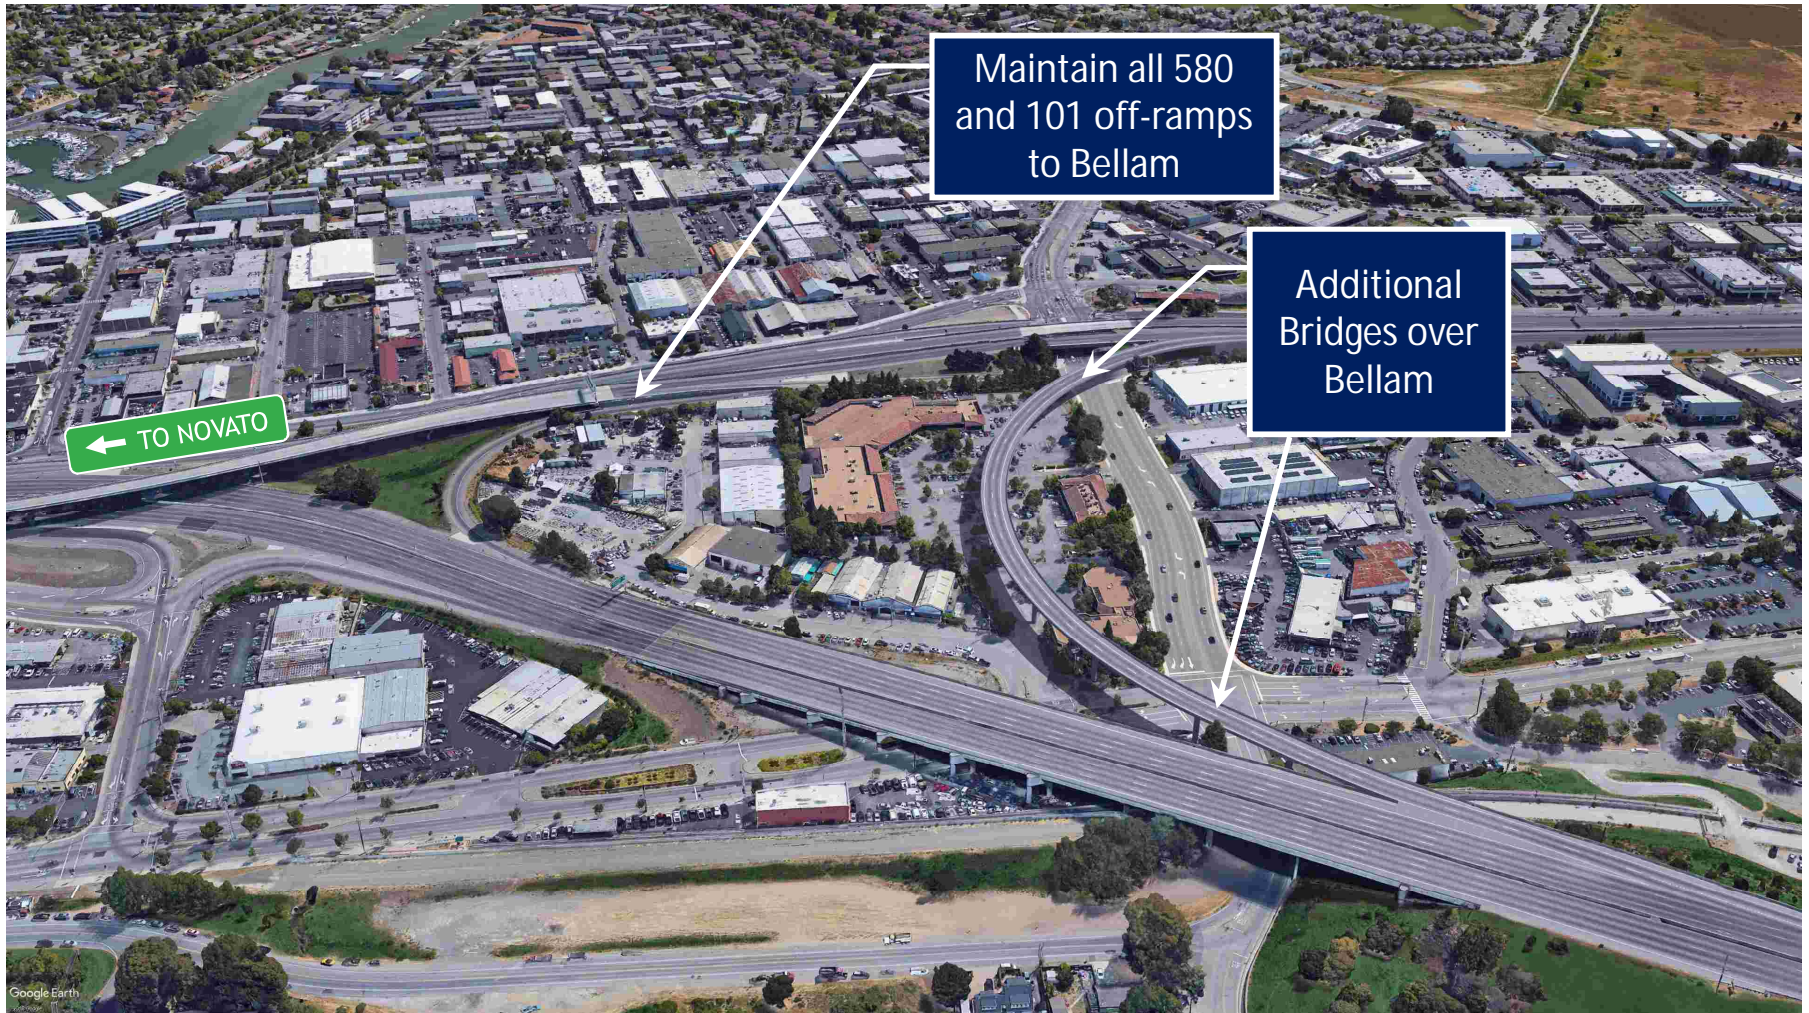 Maintain all 580
and 101 off-ramps
to Bellam
Additional
Bridges over
Bellam
TO NOVATO
Google Earth